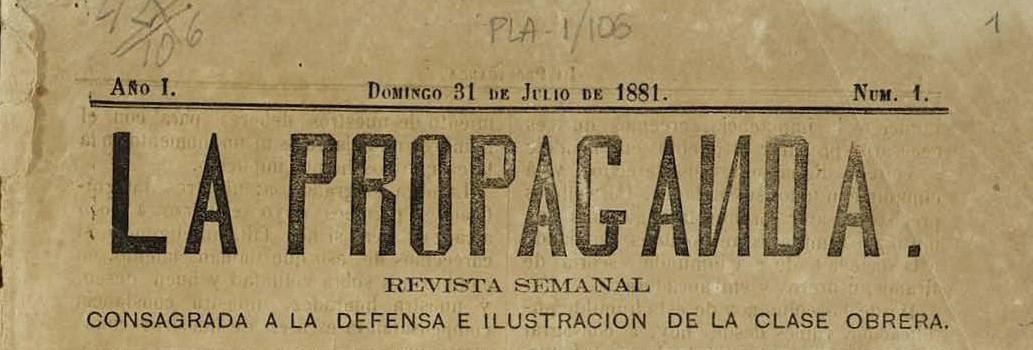 PLA-1/106
1
Año I. Domingo 31 de Julio de 1881. Num. 1.
LA PROPAGANDA.
REVISTA SEMANAL
CONSAGRADA A LA DEFENSA E ILUSTRACION DE LA CLASE OBRERA.